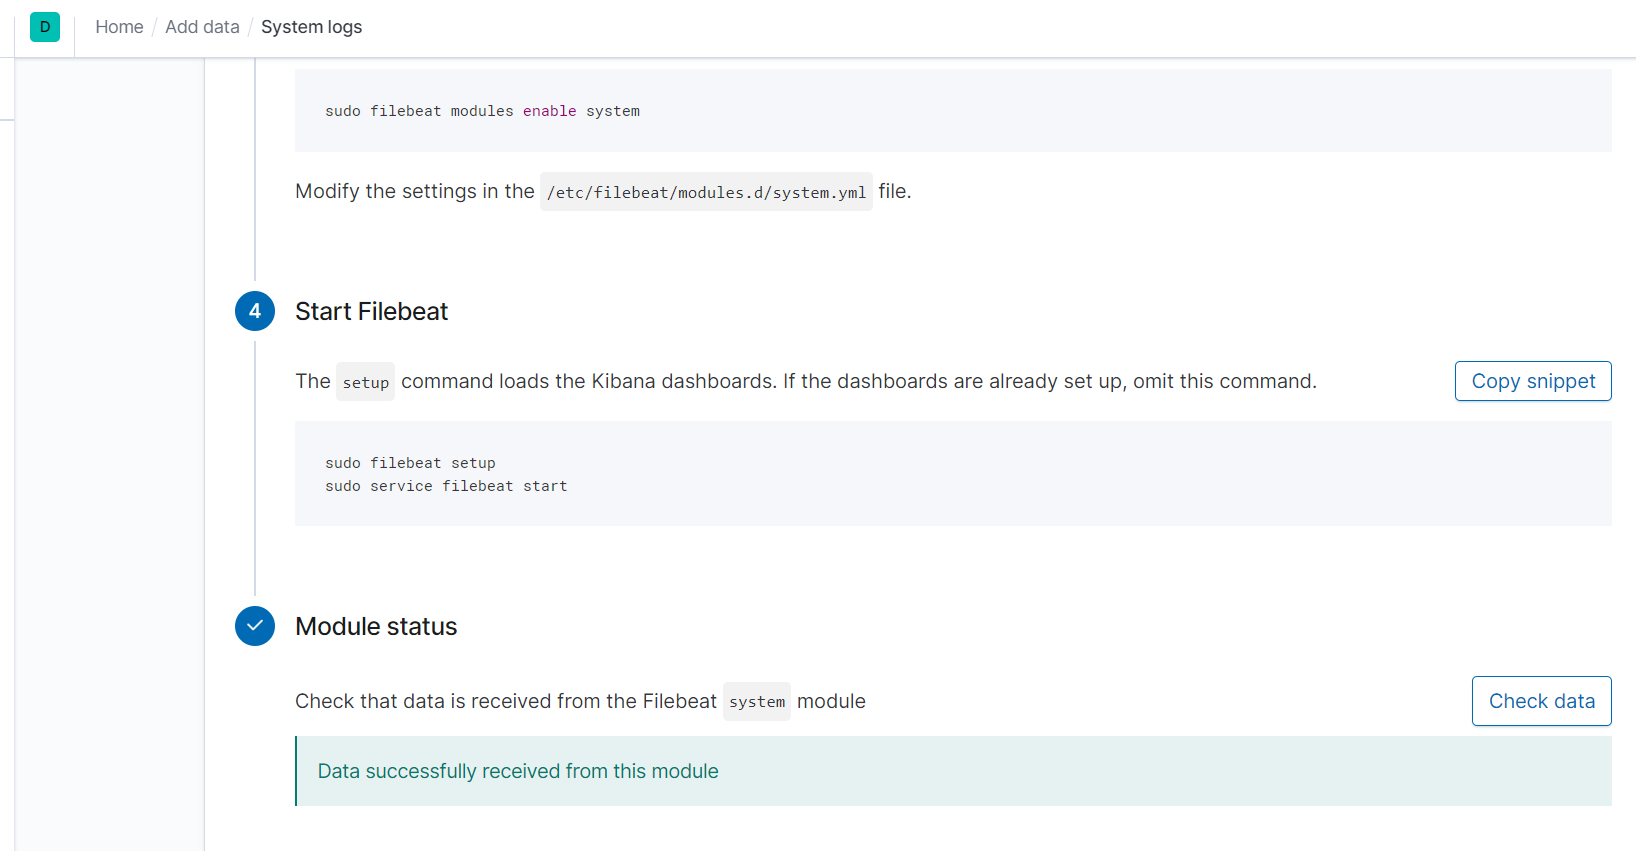 D Home / Add data / System logs
sudo filebeat modules enable system
Modify the settings in the /etc/filebeat/modules.d/system.yml file.
4 Start Filebeat
The setup command loads the Kibana dashboards. If the dashboards are already set up, omit this command. Copy snippet
sudo filebeat setup
sudo service filebeat start
Module status
Check that data is received from the Filebeat system module Check data
Data successfully received from this module